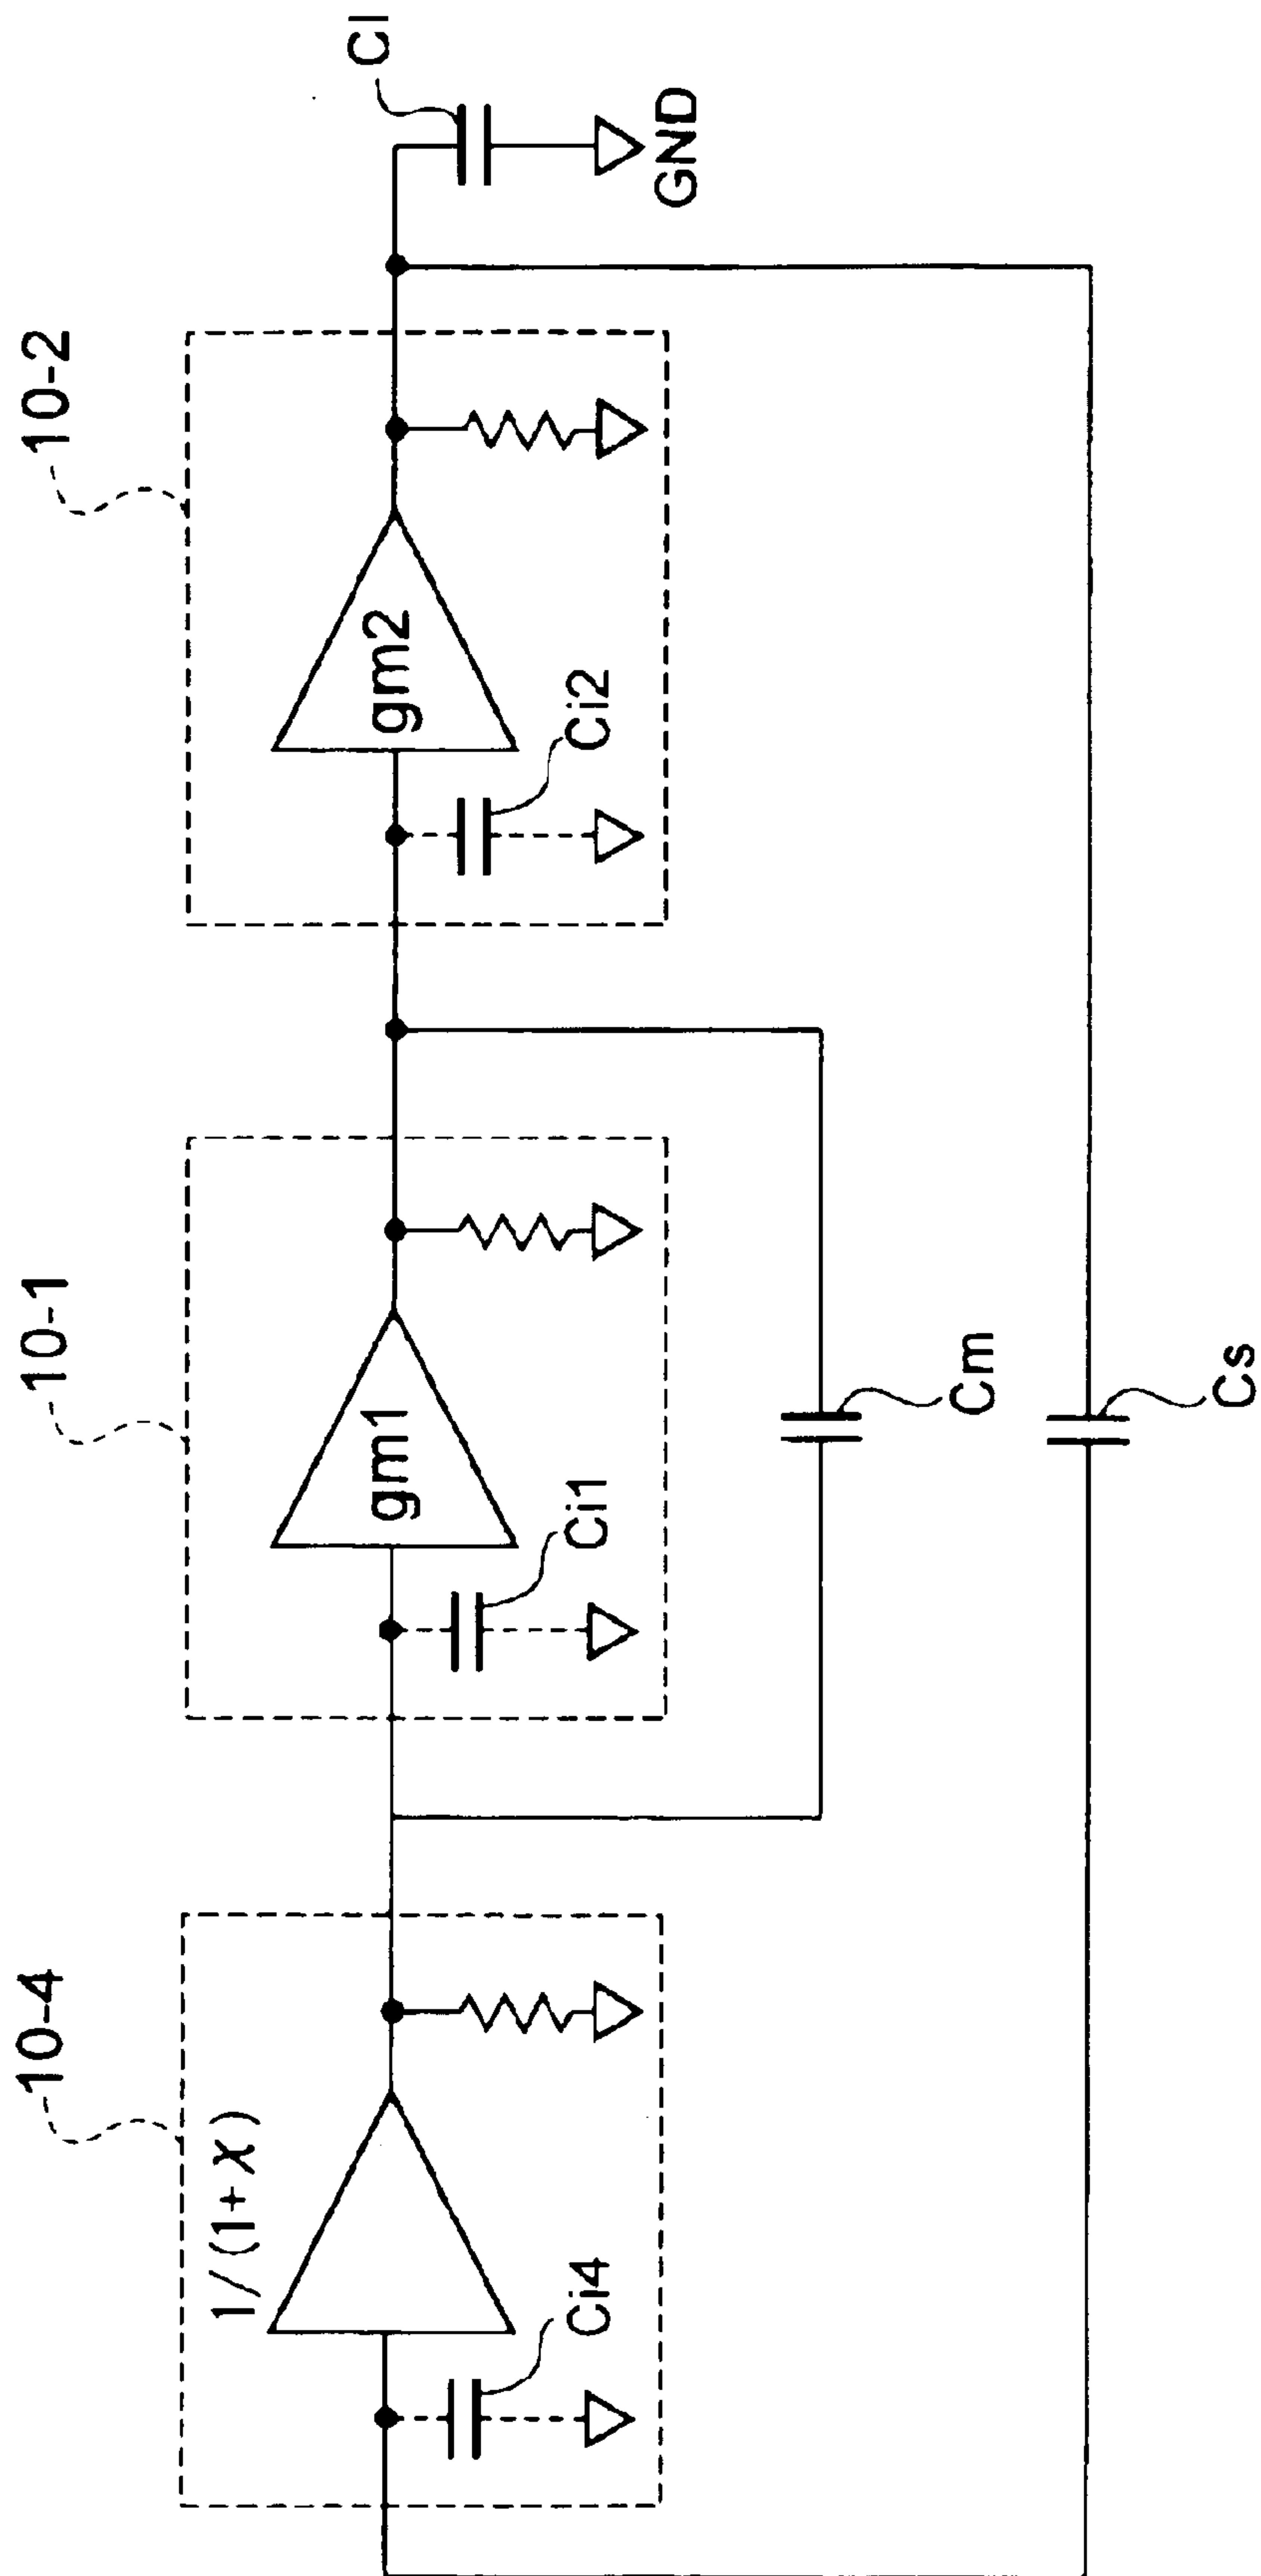 10-4
10-1
10-2
1/(1+χ)
gm1
gm2
Cl
Ci4
Ci1
Ci2
GND
Cm
Cs